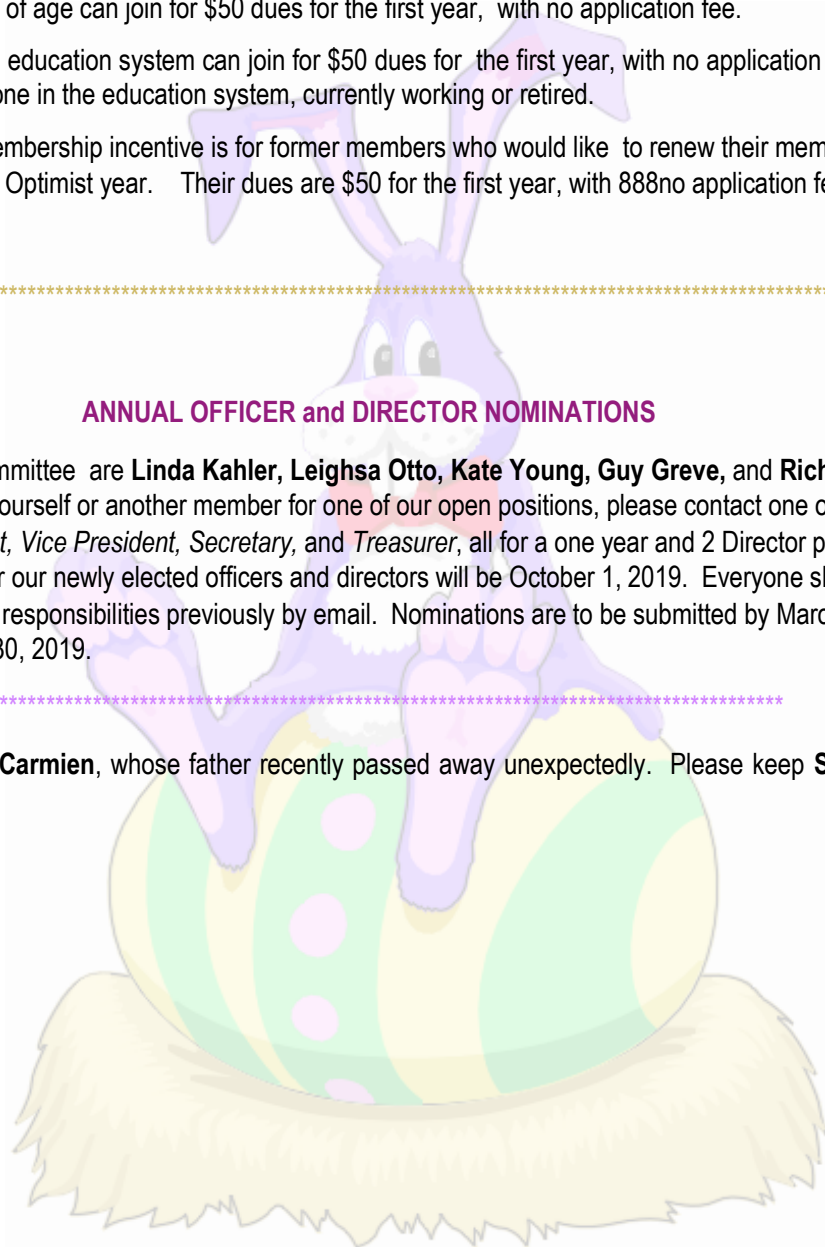 of age can join for $50 dues for the first year, with no application fee.
education system can join for $50 dues for the first year, with no application
one in the education system, currently working or retired.
embership incentive is for former members who would like to renew their mem
Optimist year. Their dues are $50 for the first year, with 888no application fe
****************************************************************************************
ANNUAL OFFICER and DIRECTOR NOMINATIONS
mmittee are Linda Kahler, Leighsa Otto, Kate Young, Guy Greve, and Rich
ourself or another member for one of our open positions, please contact one o
t, Vice President, Secretary, and Treasurer, all for a one year and 2 Director p
r our newly elected officers and directors will be October 1, 2019. Everyone sh
responsibilities previously by email. Nominations are to be submitted by Marc
30, 2019.
************************************************************************************
Carmien, whose father recently passed away unexpectedly. Please keep S